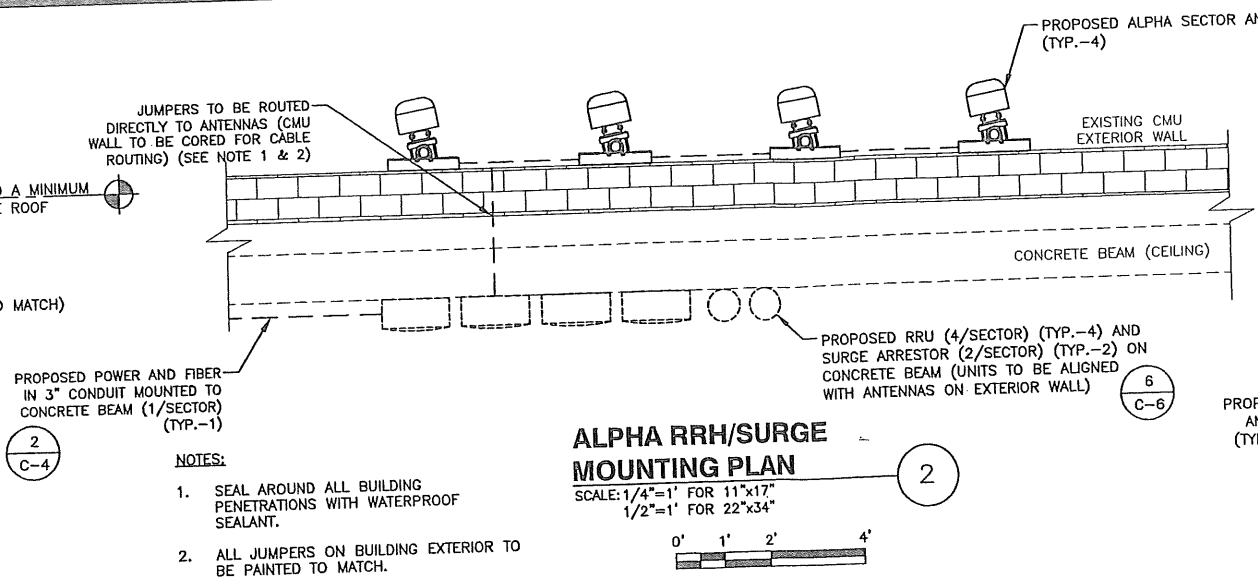 PROPOSED ALPHA SECTOR
(TYP.-4)
JUMPERS TO BE ROUTED
DIRECTLY TO ANTENNAS (CMU
WALL TO BE CORED FOR CABLE
ROUTING) (SEE NOTE 1 & 2)
EXISTING CMU
EXTERIOR WALL
A MINIMUM
ROOF
CONCRETE BEAM (CEILING)
MATCH)
PROPOSED RRU (4/SECTOR) (TYP.-4) AND
SURGE ARRESTOR (2/SECTOR) (TYP.-2) ON
CONCRETE BEAM (UNITS TO BE ALIGNED
WITH ANTENNAS ON EXTERIOR WALL)
6
C-6
PROPOSED POWER AND FIBER
IN 3" CONDUIT MOUNTED TO
CONCRETE BEAM (1/SECTOR)
(TYP.-1)
2
C-4
ALPHA RRH/SURGE
MOUNTING PLAN
2
SCALE: 1/4"=1' FOR 11"x17"
1/2"=1' FOR 22"x34"
0' 1' 2' 4'
NOTES:
1. SEAL AROUND ALL BUILDING
PENETRATIONS WITH WATERPROOF
SEALANT.
2. ALL JUMPERS ON BUILDING EXTERIOR TO
BE PAINTED TO MATCH.